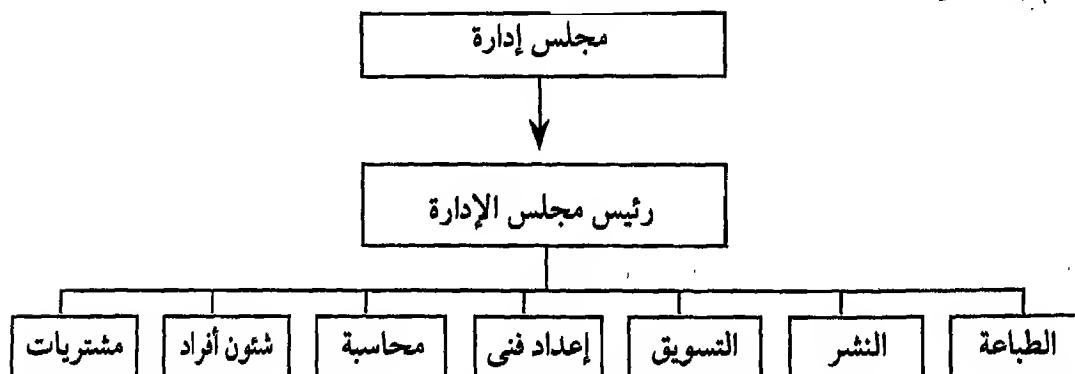 مجلس إدارة
رئيس مجلس الإدارة
الطباعة
النشر
التسويق
إعداد فنى
محاسبة
شئون أفراد
مشتريات